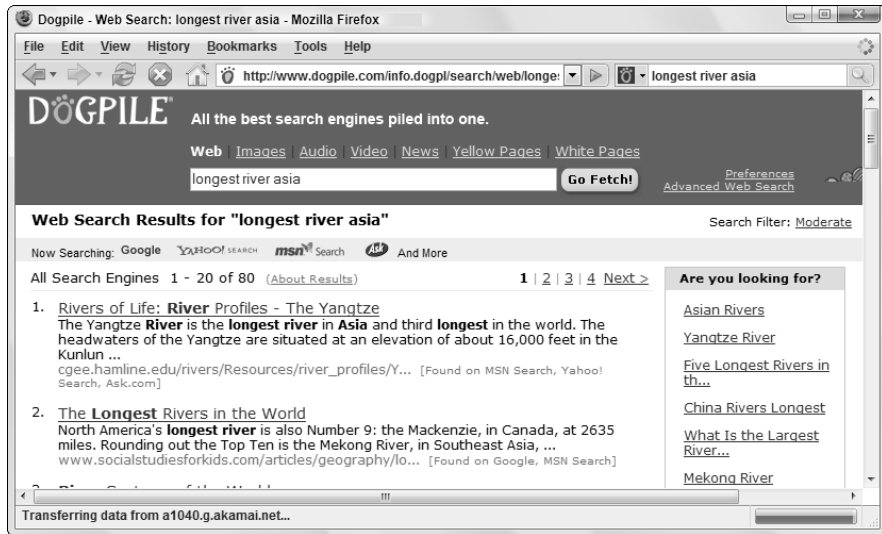 Dogpile - Web Search: longest river asia - Mozilla Firefox
File Edit View History Bookmarks Tools Help
http://www.dogpile.com/info.dogpl/search/web/longe:
longest river asia
DÖGPILE
All the best search engines piled into one.
Web | Images | Audio | Video | News | Yellow Pages | White Pages
longest river asia
Go Fetch!
Preferences
Advanced Web Search
Web Search Results for "longest river asia"
Search Filter: Moderate
Now Searching: Google YAHOO! SEARCH msn Search Ask And More
All Search Engines 1 - 20 of 80 (About Results)
1 | 2 | 3 | 4 Next >
1. Rivers of Life: River Profiles - The Yangtze
The Yangtze River is the longest river in Asia and third longest in the world. The
headwaters of the Yangtze are situated at an elevation of about 16,000 feet in the
Kunlun ...
cgee.hamline.edu/rivers/Resources/river_profiles/Y... [Found on MSN Search, Yahoo!
Search, Ask.com]
2. The Longest Rivers in the World
North America's longest river is also Number 9: the Mackenzie, in Canada, at 2635
miles. Rounding out the Top Ten is the Mekong River, in Southeast Asia, ...
www.socialstudiesforkids.com/articles/geography/lo... [Found on Google, MSN Search]
Are you looking for?
Asian Rivers
Yangtze River
Five Longest Rivers in
th...
China Rivers Longest
What Is the Largest
River...
Mekong River
Transferring data from a1040.g.akamai.net...